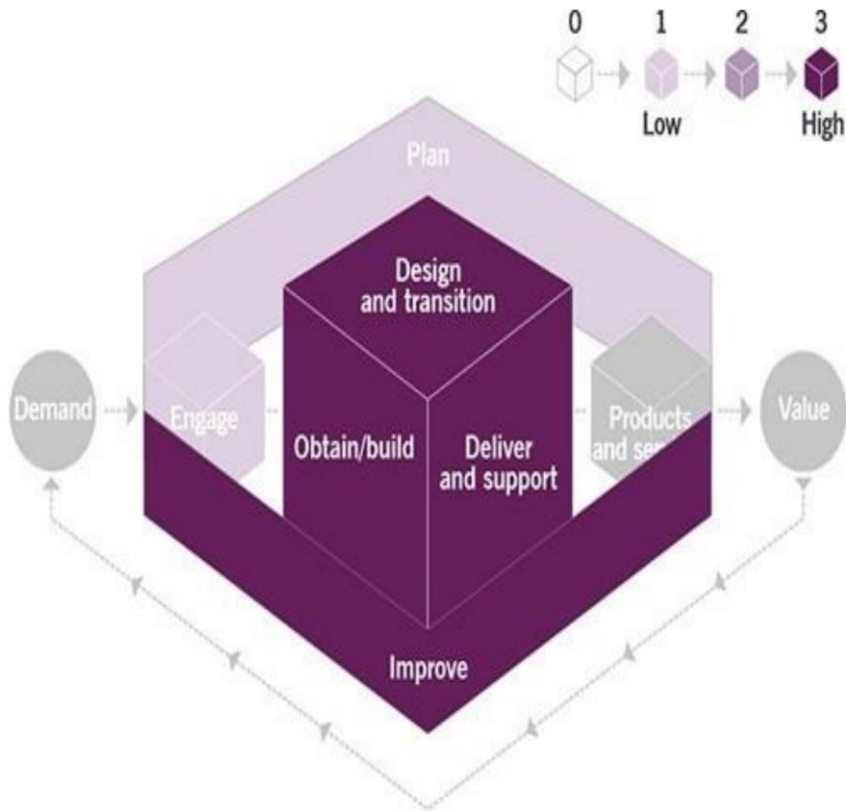 0 1 2 3
Low High
Plan
Design
and transition
Demand
Engage
Obtain/build
Deliver
and support
Products
and
Value
Improve